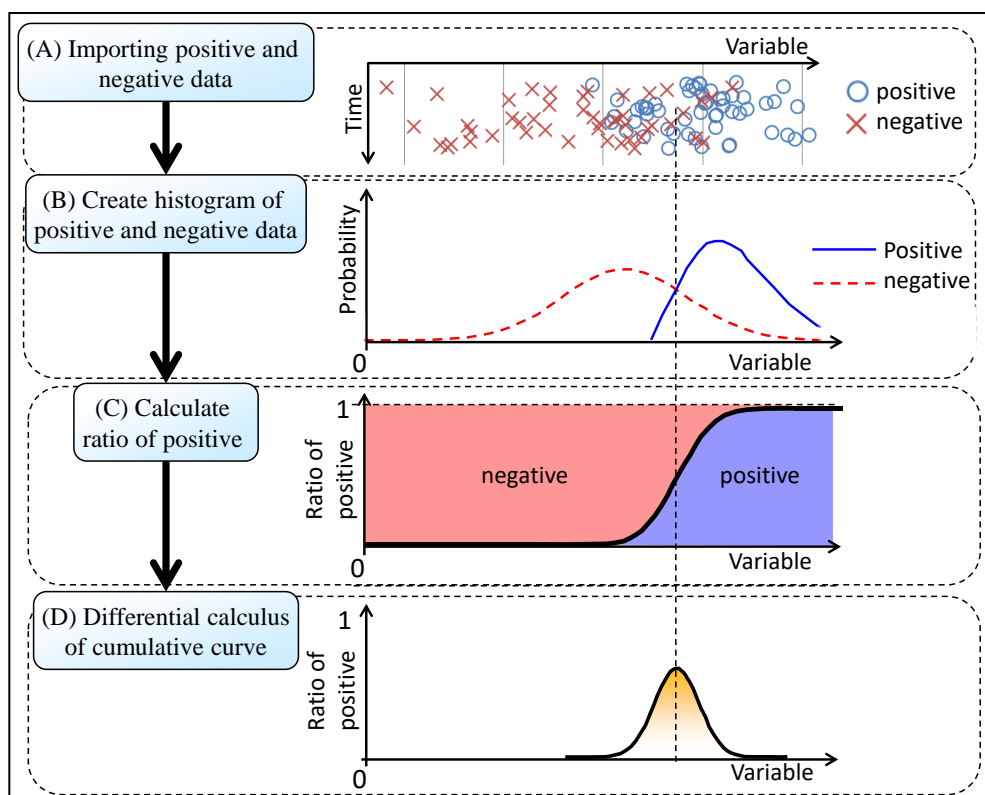 (A) Importing positive and
negative data
Variable
Time
positive
negative
(B) Create histogram of
positive and negative data
Probability
Positive
negative
0
Variable
(C) Calculate
ratio of positive
1
Ratio of
positive
negative
positive
0
Variable
(D) Differential calculus
of cumulative curve
1
Ratio of
positive
0
Variable